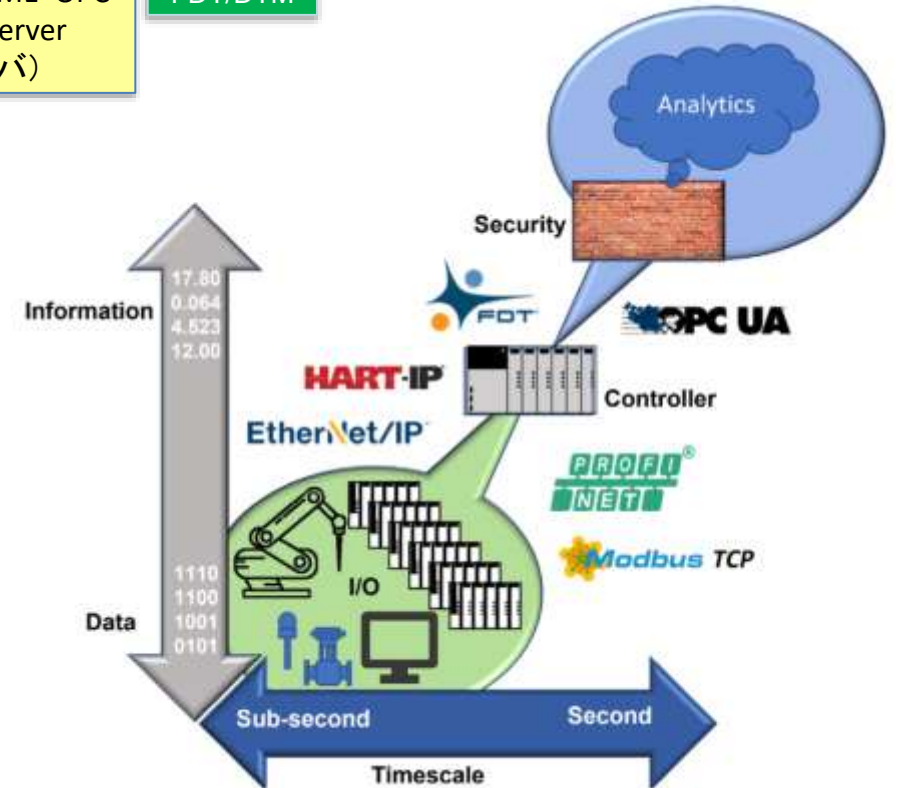 erver
バ）
Analytics
Security
17.80
0.064
4.523
12.00
Information
FDT
OPC UA
HART-IP
Controller
EtherNet/IP
PROFI®
NET
Modbus TCP
I/O
1110
1100
1001
0101
Data
Sub-second
Second
Timescale